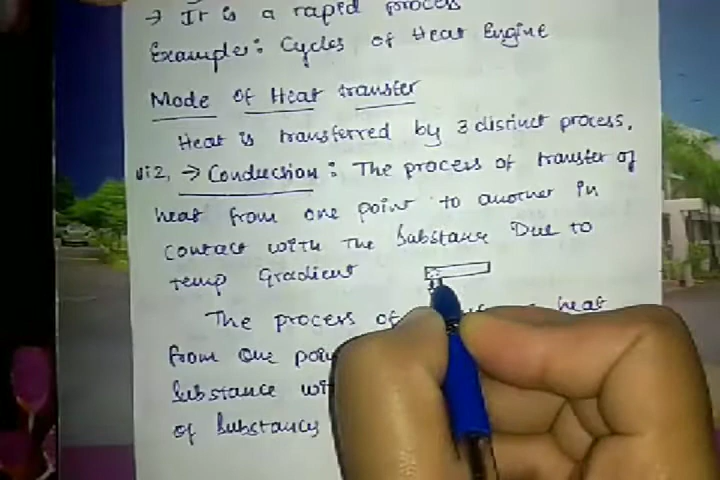 → It is a rapid process
Example: Cycles of Heat Engine
Mode of Heat transfer
Heat is transferred by 3 distinct process.
viz, → Conduction: The process of transfer of
heat from one point to another in
contact with the substance Due to
temp Gradient
The process of heat
from one
substance
of substances